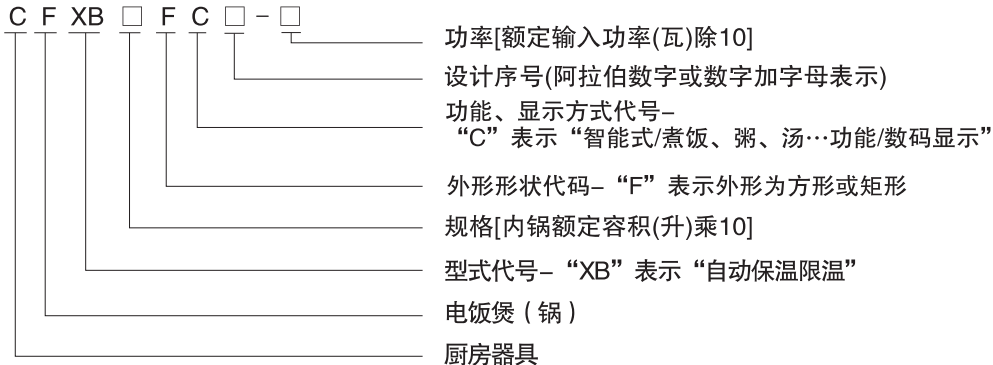 C F XB □ F C □ - □
功率[额定输入功率(瓦)除10]
设计序号(阿拉伯数字或数字加字母表示)
功能、显示方式代号-
“C”表示“智能式/煮饭、粥、汤…功能/数码显示”
外形形状代码-“F”表示外形为方形或矩形
规格[内锅额定容积(升)乘10]
型式代号-“XB”表示“自动保温限温”
电饭煲(锅)
厨房器具